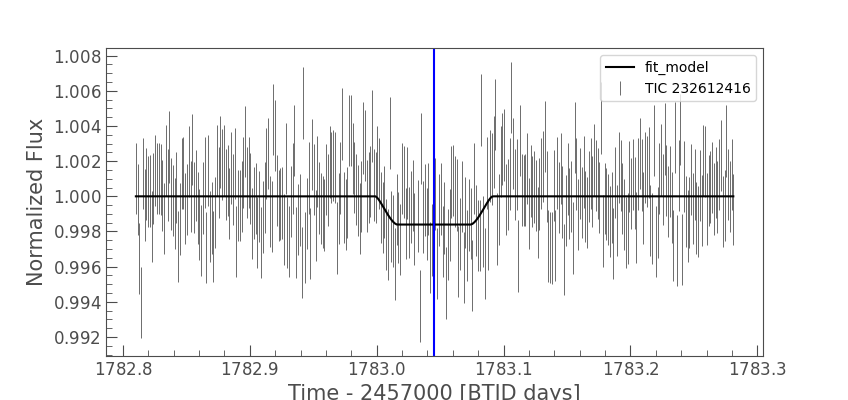 1.008
1.006
1.004
1.002
1.000
0.998
0.996
0.994
0.992
Normalized Flux
fit_model
TIC 232612416
1782.8 1782.9 1783.0 1783.1 1783.2 1783.3
Time - 2457000 [BTJD days]